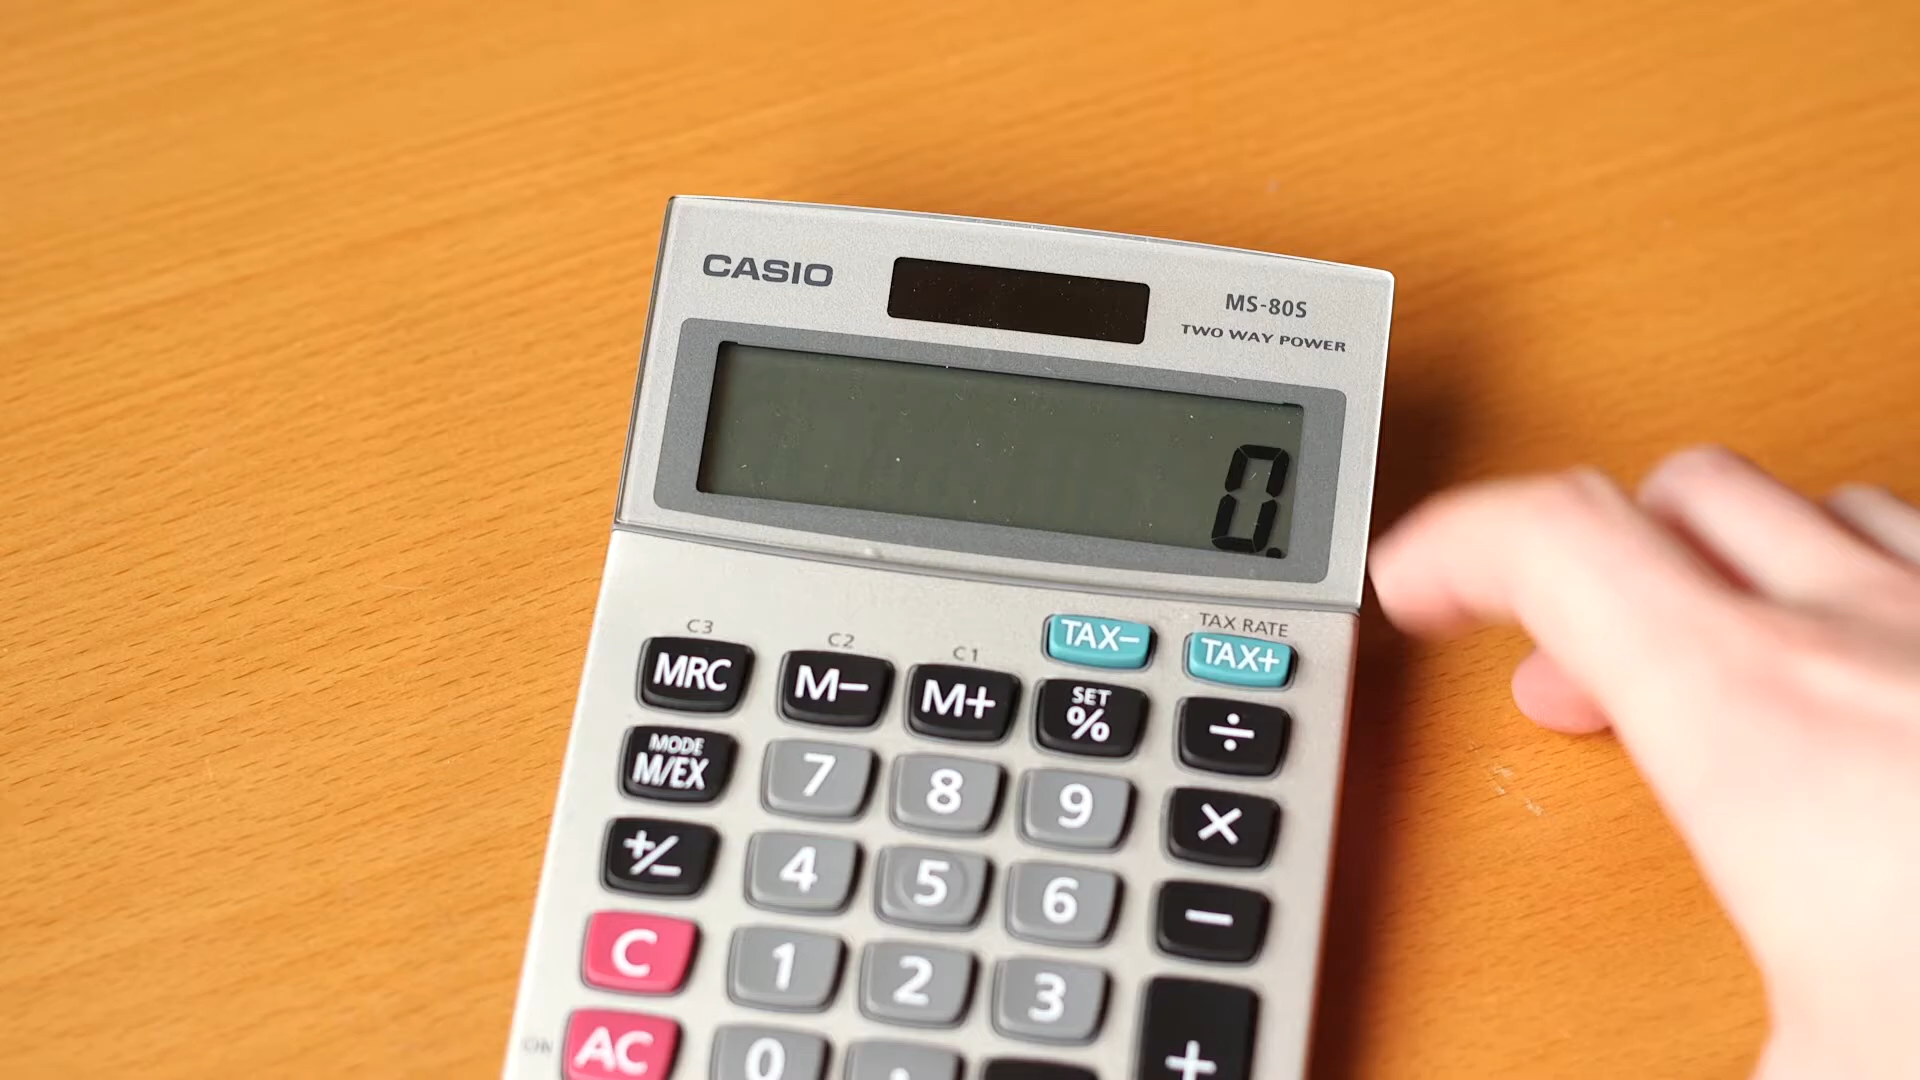 CASIO
MS-80S
TWO WAY POWER
0.
C3 C2 C1 TAX− TAX RATE
MRC M− M+ SET % TAX+
MODE
M/EX 7 8 9 ÷
+/− 4 5 6 ×
C 1 2 3 −
ON AC 0 . +